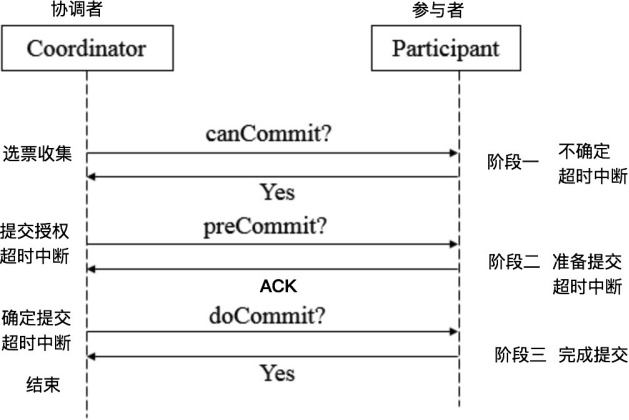 协调者
参与者
Coordinator
Participant
canCommit?
选票收集
Yes
阶段一
不确定
超时中断
提交授权
超时中断
preCommit?
ACK
阶段二
准备提交
超时中断
确定提交
超时中断
doCommit?
Yes
阶段三
完成提交
结束